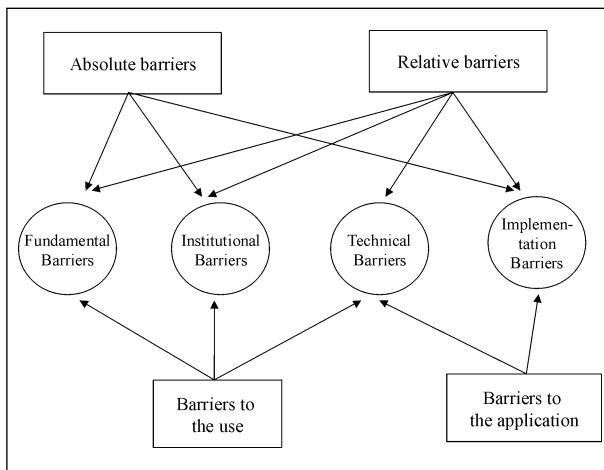 Absolute barriers
Relative barriers
Fundamental
Barriers
Institutional
Barriers
Technical
Barriers
Implemen-
tation
Barriers
Barriers to
the use
Barriers to
the application